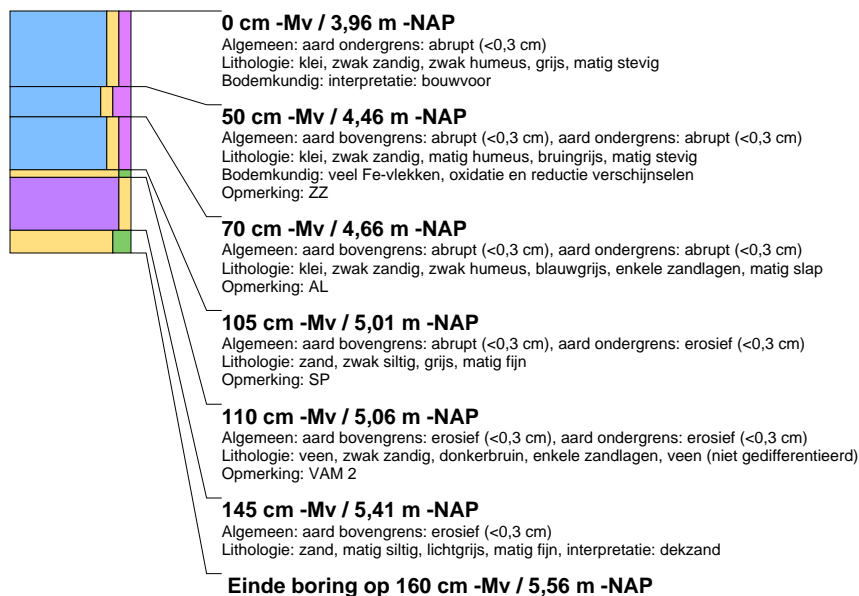 0 cm -Mv / 3,96 m -NAP
Algemeen: aard ondergrens: abrupt (<0,3 cm)
Lithologie: klei, zwak zandig, zwak humeus, grijs, matig stevig
Bodemkundig: interpretatie: bouwvoor
50 cm -Mv / 4,46 m -NAP
Algemeen: aard bovengrens: abrupt (<0,3 cm), aard ondergrens: abrupt (<0,3 cm)
Lithologie: klei, zwak zandig, matig humeus, bruingrijs, matig stevig
Bodemkundig: veel Fe-vlekken, oxidatie en reductie verschijnselen
Opmerking: ZZ
70 cm -Mv / 4,66 m -NAP
Algemeen: aard bovengrens: abrupt (<0,3 cm), aard ondergrens: abrupt (<0,3 cm)
Lithologie: klei, zwak zandig, zwak humeus, blauwgrijs, enkele zandlagen, matig slap
Opmerking: AL
105 cm -Mv / 5,01 m -NAP
Algemeen: aard bovengrens: abrupt (<0,3 cm), aard ondergrens: erosief (<0,3 cm)
Lithologie: zand, zwak siltig, grijs, matig fijn
Opmerking: SP
110 cm -Mv / 5,06 m -NAP
Algemeen: aard bovengrens: erosief (<0,3 cm), aard ondergrens: erosief (<0,3 cm)
Lithologie: veen, zwak zandig, donkerbruin, enkele zandlagen, veen (niet gedifferentieerd)
Opmerking: VAM 2
145 cm -Mv / 5,41 m -NAP
Algemeen: aard bovengrens: erosief (<0,3 cm)
Lithologie: zand, matig siltig, lichtgrijs, matig fijn, interpretatie: dekzand
Einde boring op 160 cm -Mv / 5,56 m -NAP